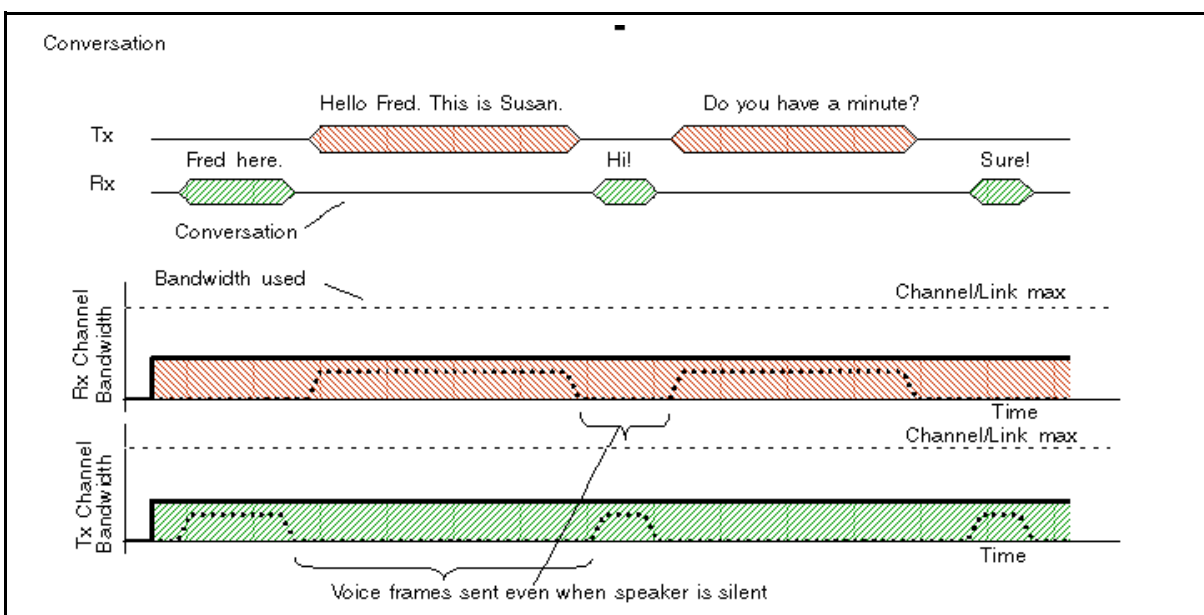 Conversation
Hello Fred. This is Susan.
Do you have a minute?
Tx
Fred here.
Hi!
Sure!
Rx
Conversation
Bandwidth used
Channel/Link max
Rx Channel
Bandwidth
Time
Channel/Link max
Tx Channel
Bandwidth
Time
Voice frames sent even when speaker is silent